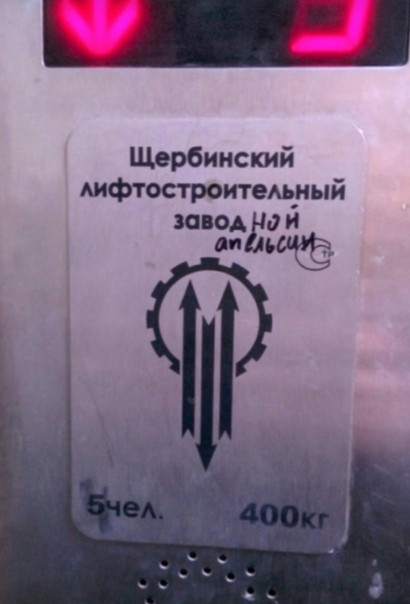 Щербинский
лифтостроительный
заводНой
апельсин
5чел. 400кг